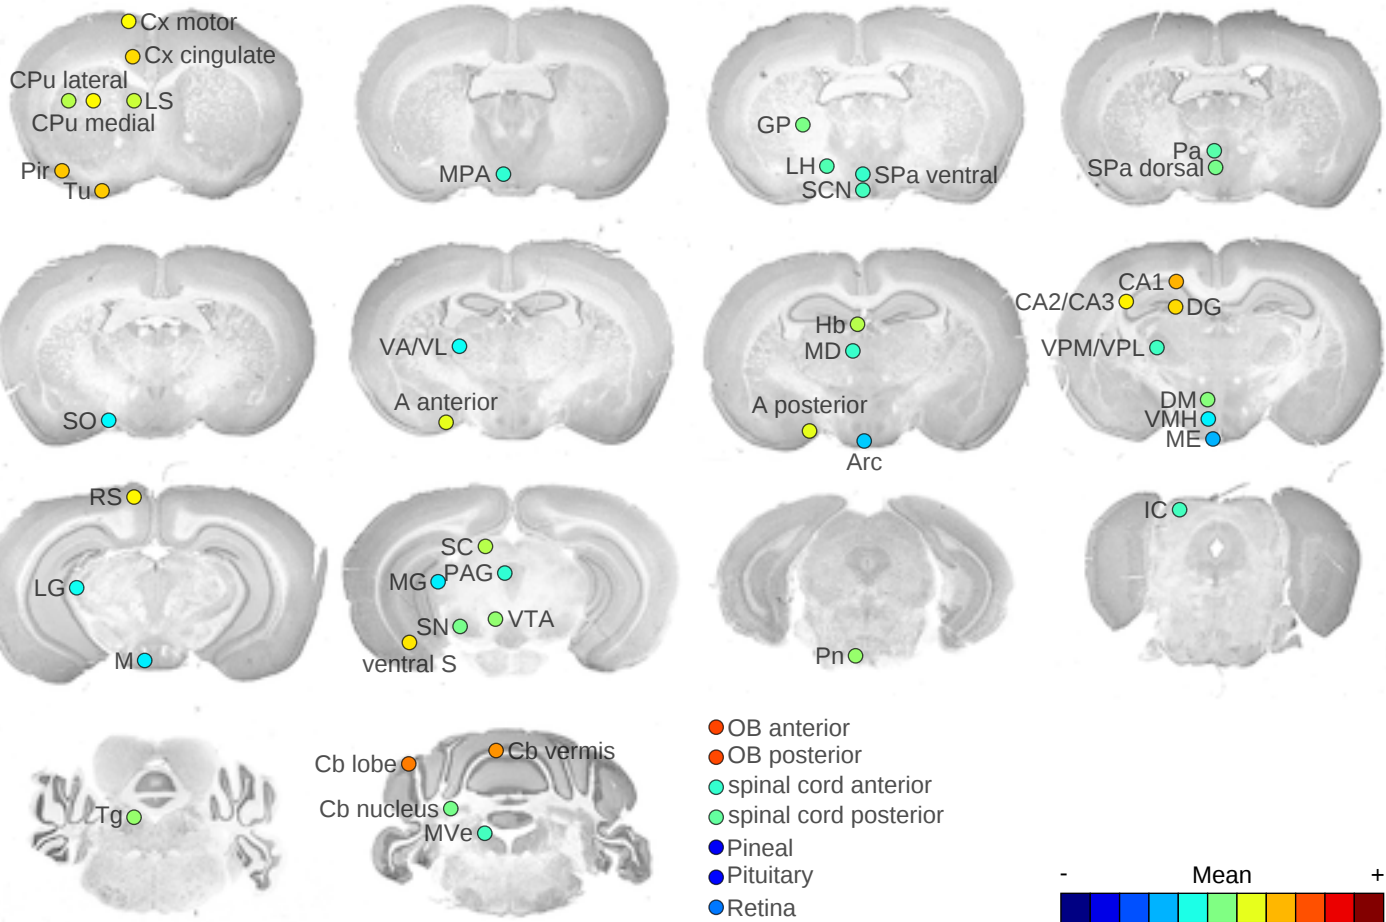 Cx motor
Cx cingulate
CPu lateral
LS
CPu medial
Pir
Tu
MPA
GP
LH
SPa ventral
SCN
Pa
SPa dorsal
SO
VA/VL
A anterior
Hb
MD
A posterior
Arc
CA1
CA2/CA3
DG
VPM/VPL
DM
VMH
ME
RS
LG
M
SC
PAG
MG
VTA
SN
ventral S
Pn
IC
Tg
Cb vermis
Cb lobe
Cb nucleus
MVe
OB anterior
OB posterior
spinal cord anterior
spinal cord posterior
Pineal
Pituitary
Retina
- Mean +